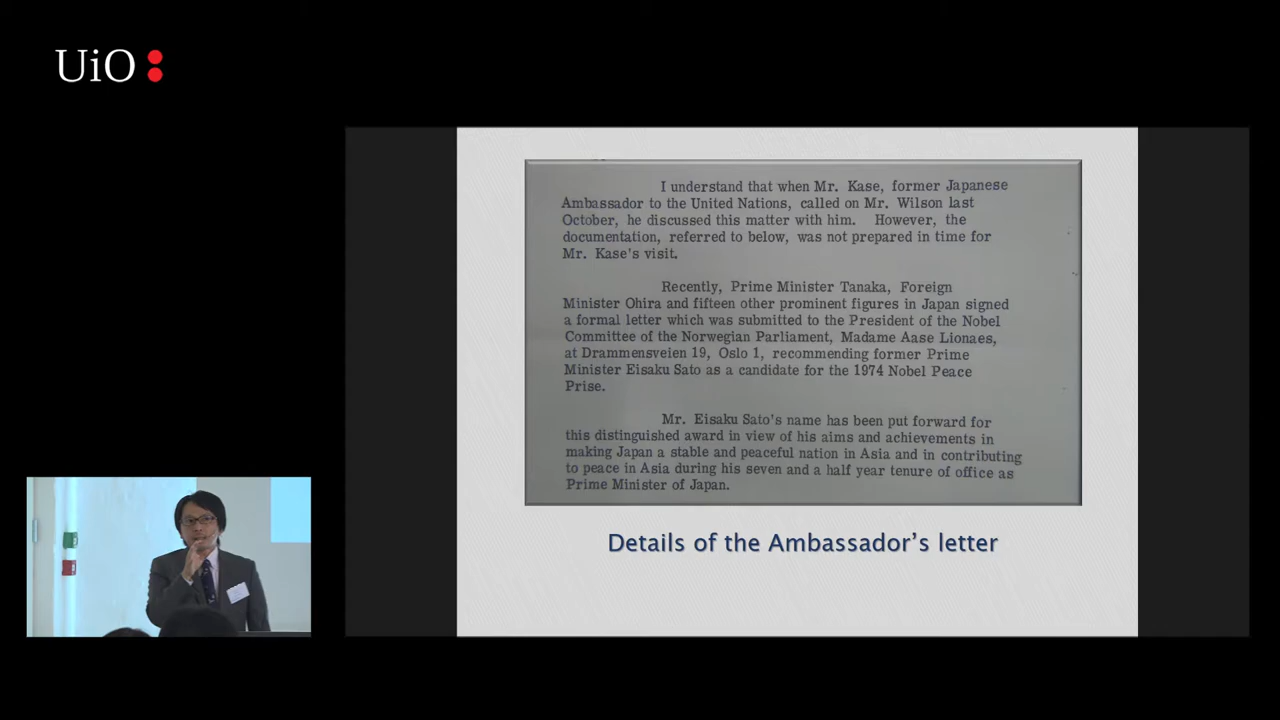 UiO:
I understand that when Mr. Kase, former Japanese
Ambassador to the United Nations, called on Mr. Wilson last
October, he discussed this matter with him. However, the
documentation, referred to below, was not prepared in time for
Mr. Kase's visit.
Recently, Prime Minister Tanaka, Foreign
Minister Ohira and fifteen other prominent figures in Japan signed
a formal letter which was submitted to the President of the Nobel
Committee of the Norwegian Parliament, Madame Aase Lionaes,
at Drammensveien 19, Oslo 1, recommending former Prime
Minister Eisaku Sato as a candidate for the 1974 Nobel Peace
Prise.
Mr. Eisaku Sato's name has been put forward for
this distinguished award in view of his aims and achievements in
making Japan a stable and peaceful nation in Asia and in contributing
to peace in Asia during his seven and a half year tenure of office as
Prime Minister of Japan.
Details of the Ambassador's letter